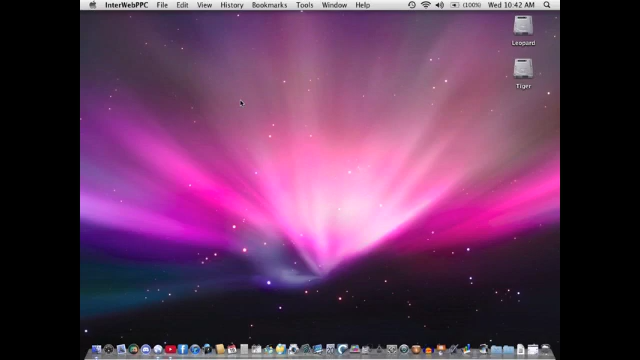 InterWebPPC File Edit View History Bookmarks Tools Window Help (100%) Wed 10:42 AM
Leopard
Tiger